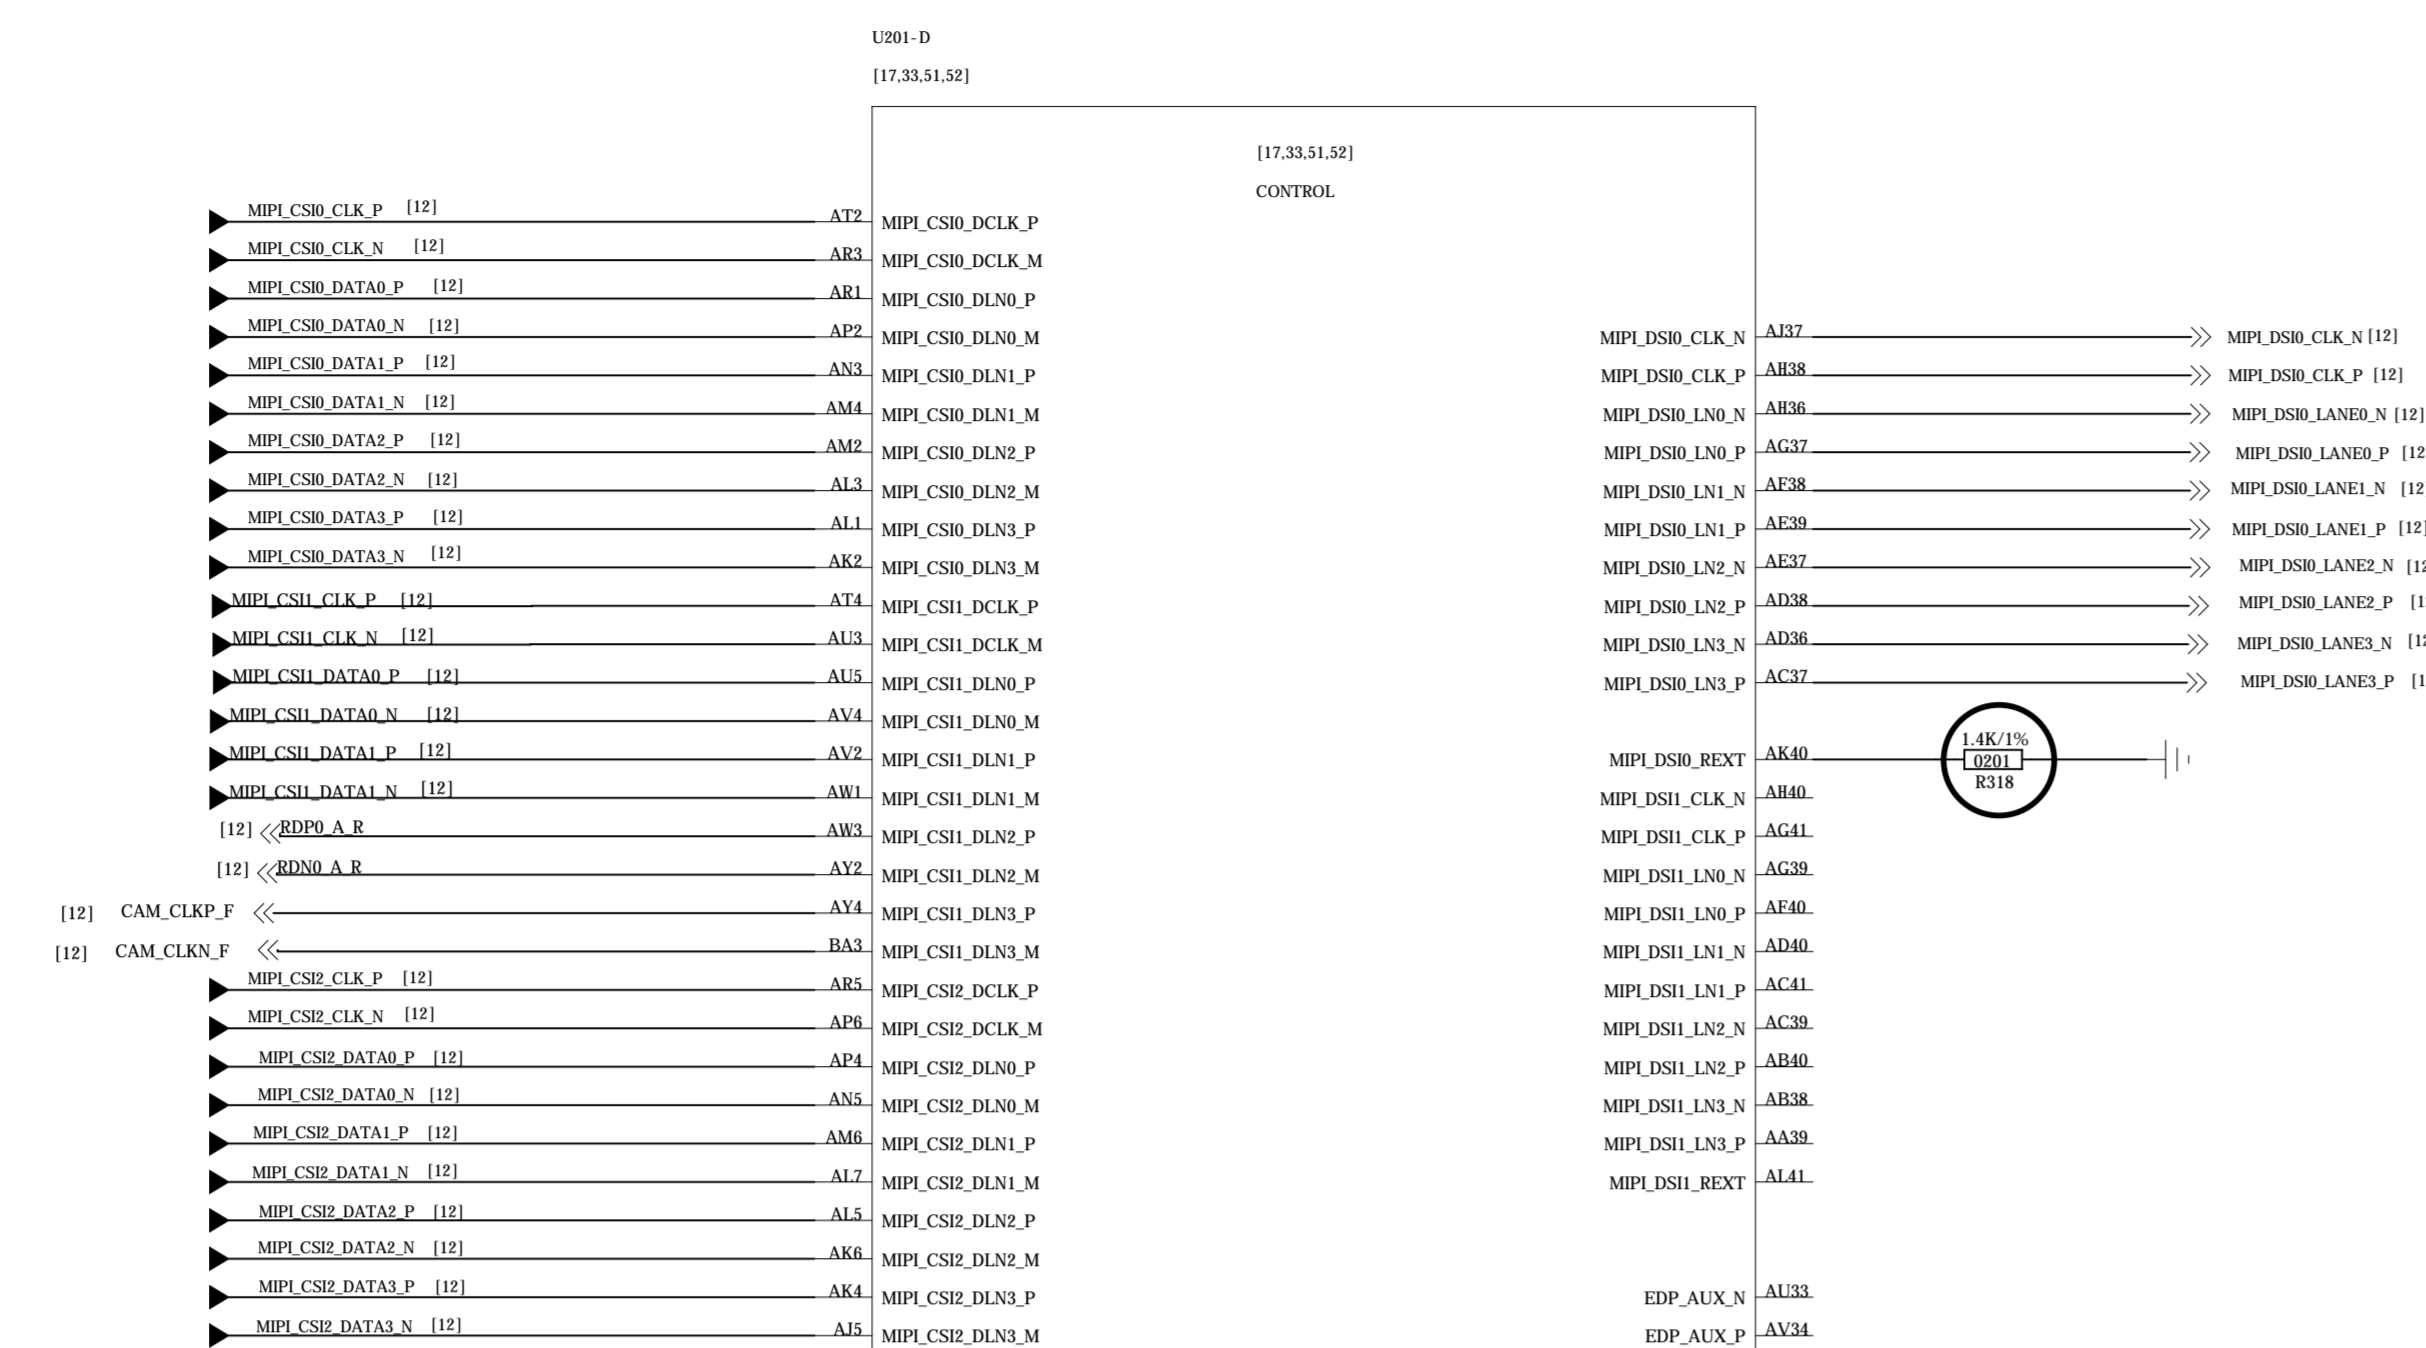 U201-D
[17,33,51,52]
[17,33,51,52]
CONTROL
MIPI_CSI0_CLK_P [12] AT2 MIPI_CSI0_DCLK_P
MIPI_CSI0_CLK_N [12] AR3 MIPI_CSI0_DCLK_M
MIPI_CSI0_DATA0_P [12] AR1 MIPI_CSI0_DLN0_P
MIPI_CSI0_DATA0_N [12] AP2 MIPI_CSI0_DLN0_M MIPI_DSI0_CLK_N AJ37 MIPI_DSI0_CLK_N [12]
MIPI_CSI0_DATA1_P [12] AN3 MIPI_CSI0_DLN1_P MIPI_DSI0_CLK_P AH38 MIPI_DSI0_CLK_P [12]
MIPI_CSI0_DATA1_N [12] AM4 MIPI_CSI0_DLN1_M MIPI_DSI0_LN0_N AH36 MIPI_DSI0_LANE0_N [12]
MIPI_CSI0_DATA2_P [12] AM2 MIPI_CSI0_DLN2_P MIPI_DSI0_LN0_P AG37 MIPI_DSI0_LANE0_P [12
MIPI_CSI0_DATA2_N [12] AL3 MIPI_CSI0_DLN2_M MIPI_DSI0_LN1_N AF38 MIPI_DSI0_LANE1_N [12
MIPI_CSI0_DATA3_P [12] AL1 MIPI_CSI0_DLN3_P MIPI_DSI0_LN1_P AE39 MIPI_DSI0_LANE1_P [12]
MIPI_CSI0_DATA3_N [12] AK2 MIPI_CSI0_DLN3_M MIPI_DSI0_LN2_N AE37 MIPI_DSI0_LANE2_N [12
MIPI_CSI1_CLK_P [12] AT4 MIPI_CSI1_DCLK_P MIPI_DSI0_LN2_P AD38 MIPI_DSI0_LANE2_P [12
MIPI_CSI1_CLK_N [12] AU3 MIPI_CSI1_DCLK_M MIPI_DSI0_LN3_N AD36 MIPI_DSI0_LANE3_N [12
MIPI_CSI1_DATA0_P [12] AU5 MIPI_CSI1_DLN0_P MIPI_DSI0_LN3_P AC37 MIPI_DSI0_LANE3_P [1
MIPI_CSI1_DATA0_N [12] AV4 MIPI_CSI1_DLN0_M
1.4K/1%
MIPI_CSI1_DATA1_P [12] AV2 MIPI_CSI1_DLN1_P MIPI_DSI0_REXT AK40 0201
R318
MIPI_CSI1_DATA1_N [12] AW1 MIPI_CSI1_DLN1_M MIPI_DSI1_CLK_N AH40
[12] RDP0_A_R AW3 MIPI_CSI1_DLN2_P MIPI_DSI1_CLK_P AG41
[12] RDN0_A_R AY2 MIPI_CSI1_DLN2_M MIPI_DSI1_LN0_N AG39
[12] CAM_CLKP_F AY4 MIPI_CSI1_DLN3_P MIPI_DSI1_LN0_P AF40
[12] CAM_CLKN_F BA3 MIPI_CSI1_DLN3_M MIPI_DSI1_LN1_N AD40
MIPI_CSI2_CLK_P [12] AR5 MIPI_CSI2_DCLK_P MIPI_DSI1_LN1_P AC41
MIPI_CSI2_CLK_N [12] AP6 MIPI_CSI2_DCLK_M MIPI_DSI1_LN2_N AC39
MIPI_CSI2_DATA0_P [12] AP4 MIPI_CSI2_DLN0_P MIPI_DSI1_LN2_P AB40
MIPI_CSI2_DATA0_N [12] AN5 MIPI_CSI2_DLN0_M MIPI_DSI1_LN3_N AB38
MIPI_CSI2_DATA1_P [12] AM6 MIPI_CSI2_DLN1_P MIPI_DSI1_LN3_P AA39
MIPI_CSI2_DATA1_N [12] AL7 MIPI_CSI2_DLN1_M MIPI_DSI1_REXT AL41
MIPI_CSI2_DATA2_P [12] AL5 MIPI_CSI2_DLN2_P
MIPI_CSI2_DATA2_N [12] AK6 MIPI_CSI2_DLN2_M
MIPI_CSI2_DATA3_P [12] AK4 MIPI_CSI2_DLN3_P EDP_AUX_N AU33
MIPI_CSI2_DATA3_N [12] AJ5 MIPI_CSI2_DLN3_M EDP_AUX_P AV34